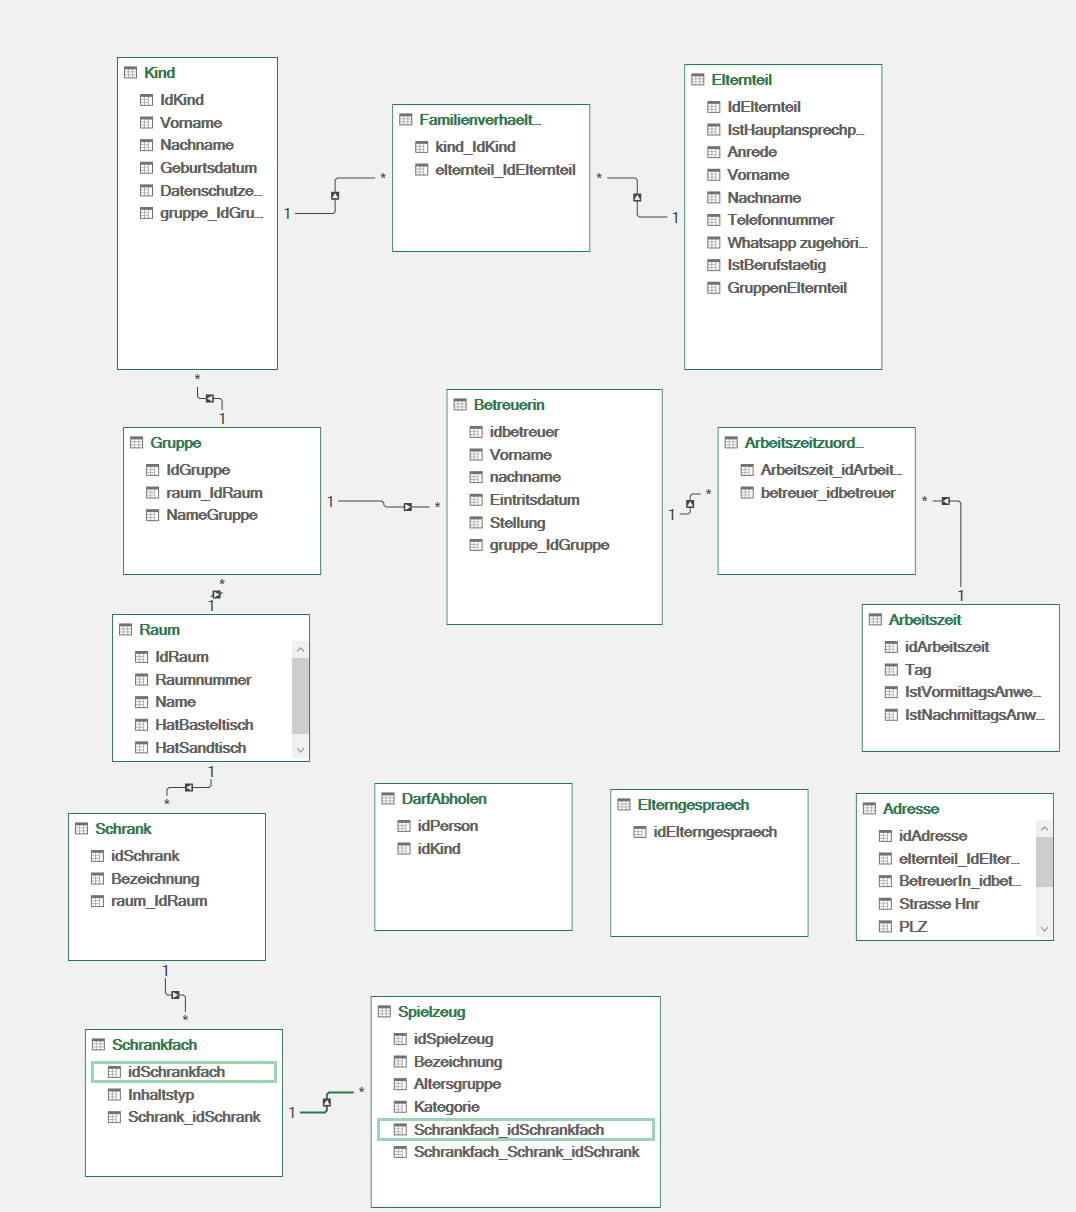 Kind
IdKind
Vorname
Nachname
Geburtsdatum
Datenschutze...
gruppe_IdGru...
Familienverhaelt...
kind_IdKind
elternteil_IdElternteil
Elternteil
IdElternteil
IstHauptansprechp...
Anrede
Vorname
Nachname
Telefonnummer
Whatsapp zugehöri...
IstBerufstaetig
GruppenElternteil
1
*
*
1
*
1
Gruppe
IdGruppe
raum_IdRaum
NameGruppe
1
*
Betreuerin
idbetreuer
Vorname
nachname
Eintritsdatum
Stellung
gruppe_IdGruppe
1
*
Arbeitszeitzuord...
Arbeitszeit_idArbeit...
betreuer_idbetreuer
*
1
Arbeitszeit
idArbeitszeit
Tag
IstVormittagsAnwe...
IstNachmittagsAnw...
*
1
Raum
IdRaum
Raumnummer
Name
HatBasteltisch
HatSandtisch
1
*
Schrank
idSchrank
Bezeichnung
raum_IdRaum
DarfAbholen
idPerson
idKind
Elterngespraech
idElterngespraech
Adresse
idAdresse
elternteil_IdElter...
BetreuerIn_idbet...
Strasse Hnr
PLZ
1
*
Schrankfach
idSchrankfach
Inhaltstyp
Schrank_idSchrank
1
*
Spielzeug
idSpielzeug
Bezeichnung
Altersgruppe
Kategorie
Schrankfach_idSchrankfach
Schrankfach_Schrank_idSchrank